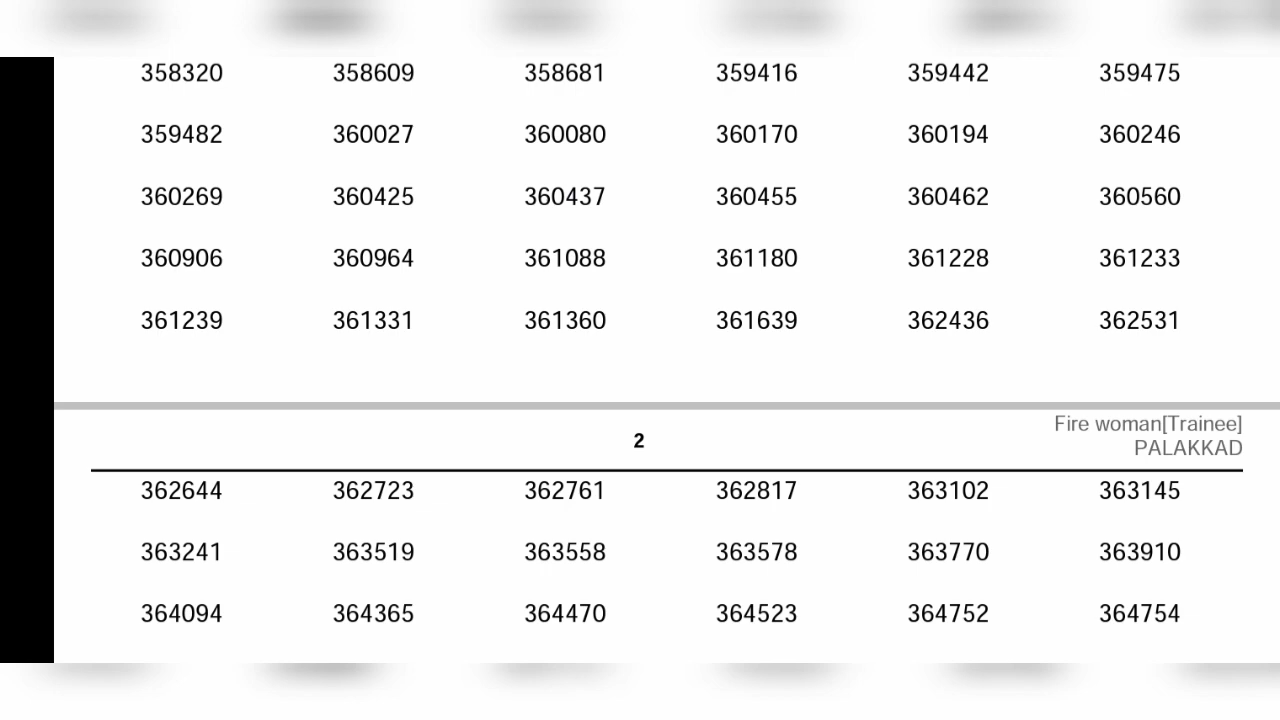 358320 358609 358681 359416 359442 359475
359482 360027 360080 360170 360194 360246
360269 360425 360437 360455 360462 360560
360906 360964 361088 361180 361228 361233
361239 361331 361360 361639 362436 362531
Fire woman[Trainee]
2
PALAKKAD
362644 362723 362761 362817 363102 363145
363241 363519 363558 363578 363770 363910
364094 364365 364470 364523 364752 364754